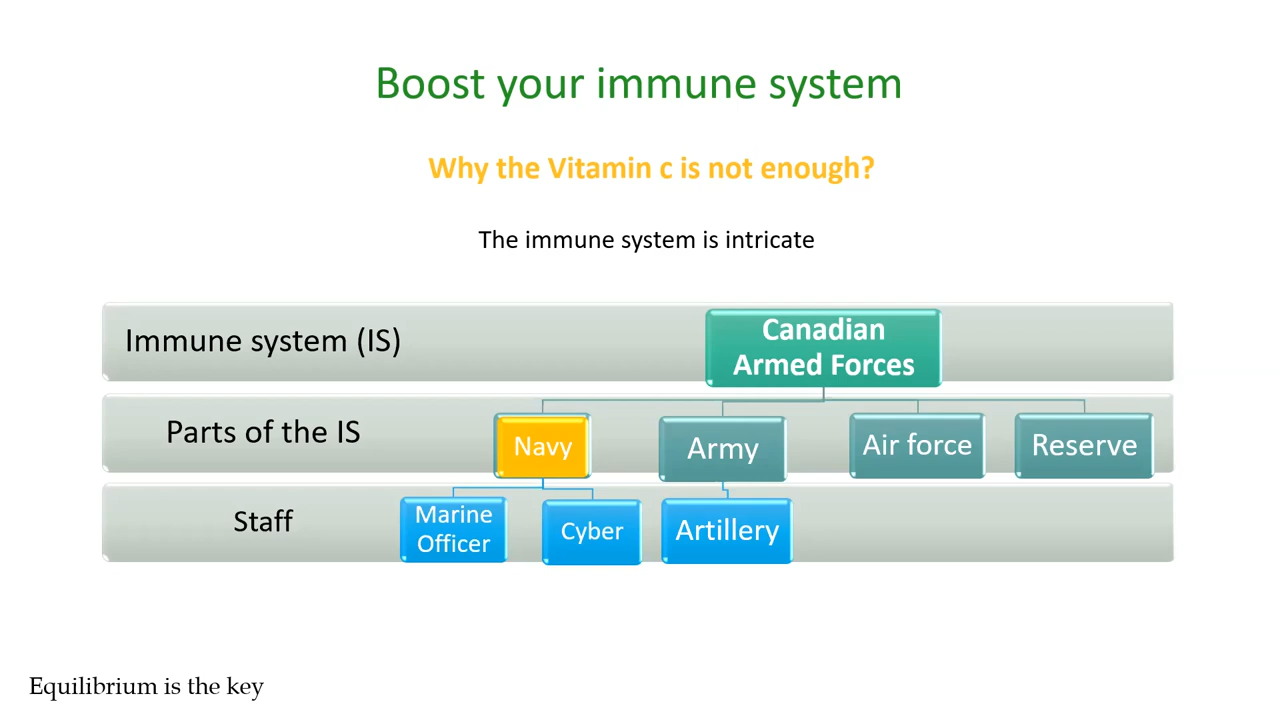 Boost your immune system
Why the Vitamin c is not enough?
The immune system is intricate
Immune system (IS)
Canadian
Armed Forces
Parts of the IS
Navy
Army
Air force
Reserve
Staff
Marine
Officer
Cyber
Artillery
Equilibrium is the key